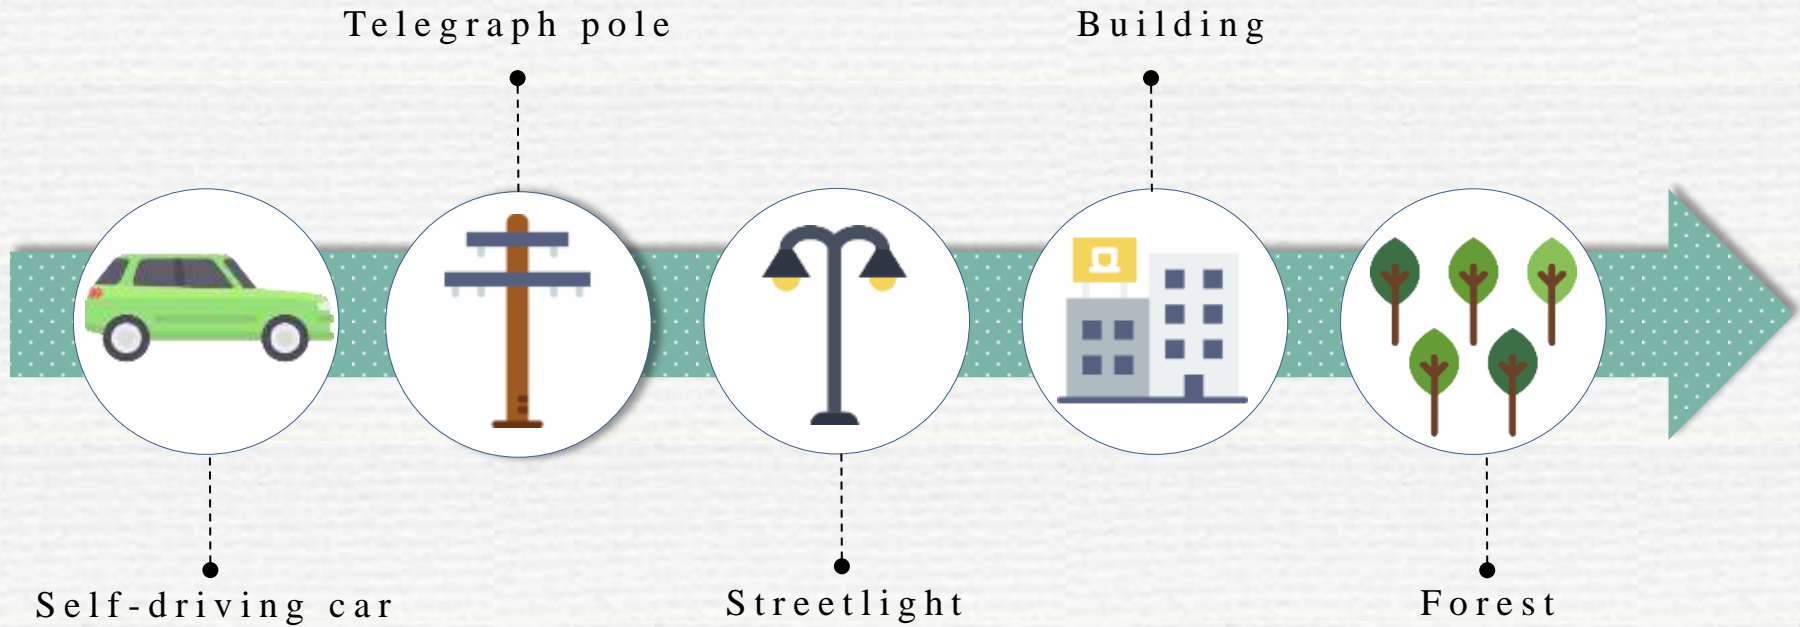 Telegraph pole
Building
Self-driving car
Streetlight
Forest